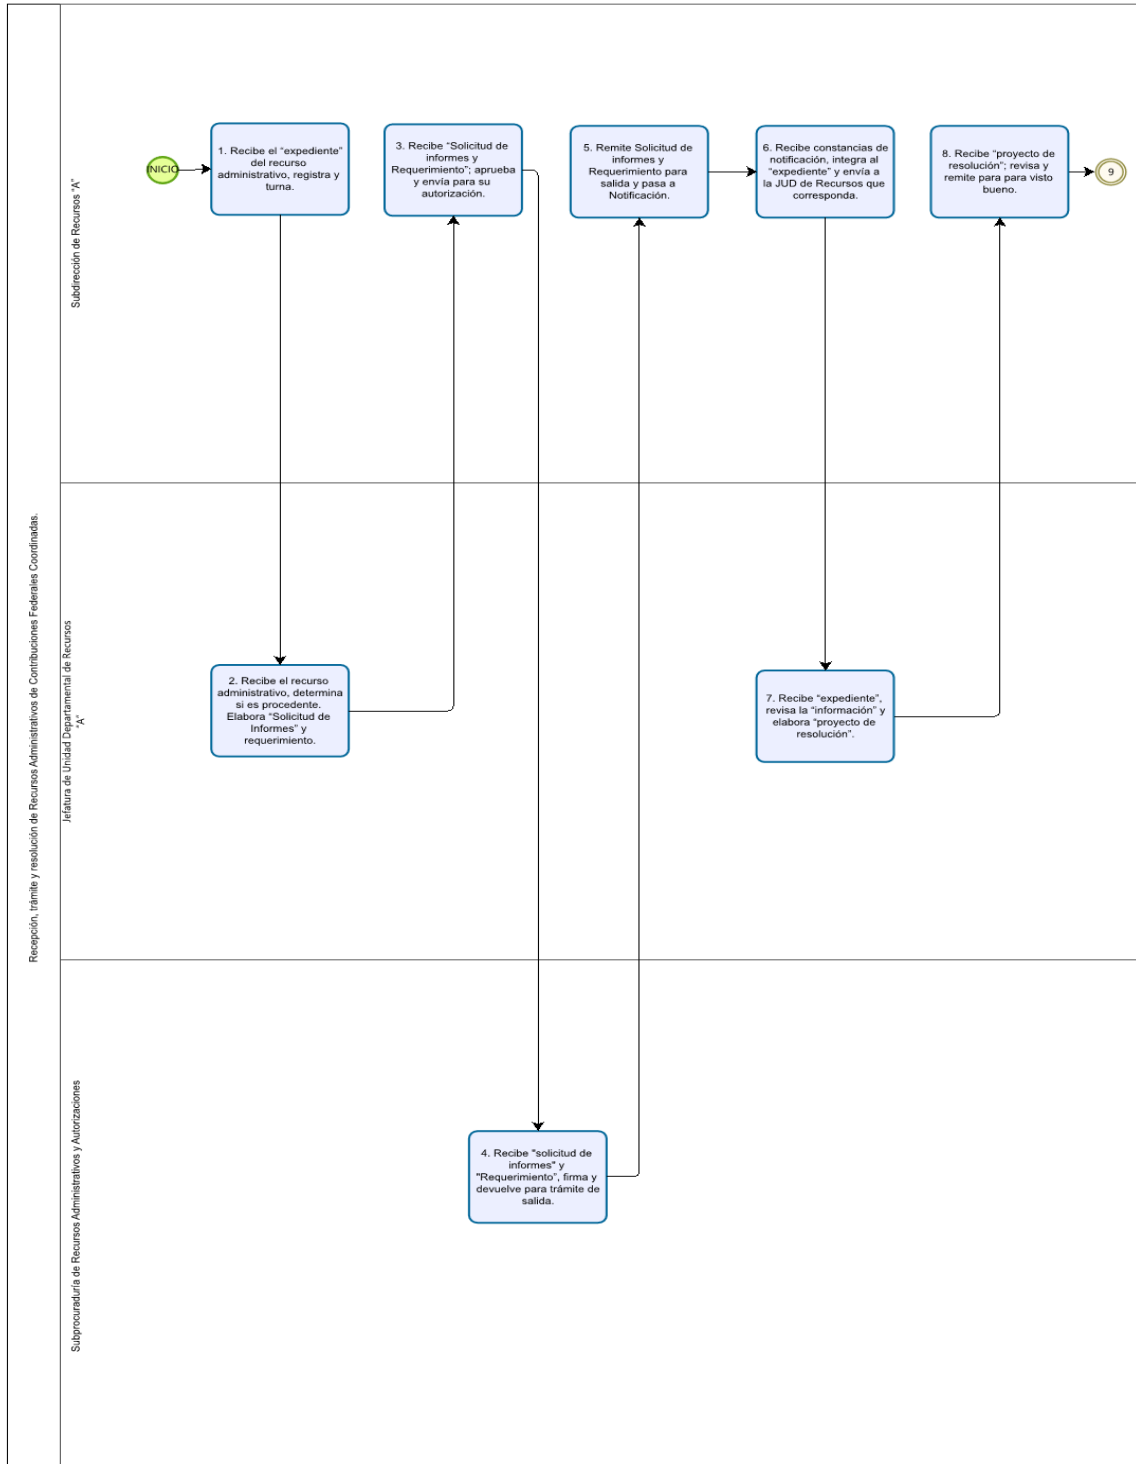 Recepción, trámite y resolución de Recursos Administrativos de Contribuciones Federales Coordinadas.
Subdirección de Recursos "A"
INICIO
1. Recibe el “expediente”
del recurso
administrativo, registra y
turna.
3. Recibe “Solicitud de
informes y
Requerimiento”; aprueba
y envía para su
autorización.
5. Remite Solicitud de
informes y
Requerimiento para
salida y pasa a
Notificación.
6. Recibe constancias de
notificación, integra al
“expediente” y envía a
la JUD de Recursos que
corresponda.
8. Recibe “proyecto de
resolución”; revisa y
remite para para visto
bueno.
9
Jefatura de Unidad Departamental de Recursos
"A"
2. Recibe el recurso
administrativo, determina
si es procedente.
Elabora “Solicitud de
Informes” y
requerimiento.
7. Recibe “expediente”,
revisa la “información” y
elabora “proyecto de
resolución”.
Subprocuraduría de Recursos Administrativos y Autorizaciones
4. Recibe "solicitud de
informes" y
"Requerimiento”, firma y
devuelve para trámite de
salida.